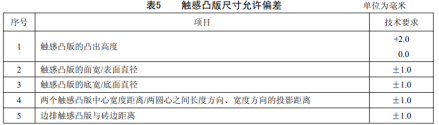 表5 触感凸版尺寸允许偏差 单位为毫米
序号 项目 技术要求
1 触感凸版的凸出高度 +2.0
0.0
2 触感凸版的面宽/表面直径 ±1.0
3 触感凸版的底宽/底面直径 ±1.0
4 两个触感凸版中心宽度距离/两圆心之间长度方向、宽度方向的投影距离 ±1.0
5 边排触感凸版与砖边距离 ±1.0